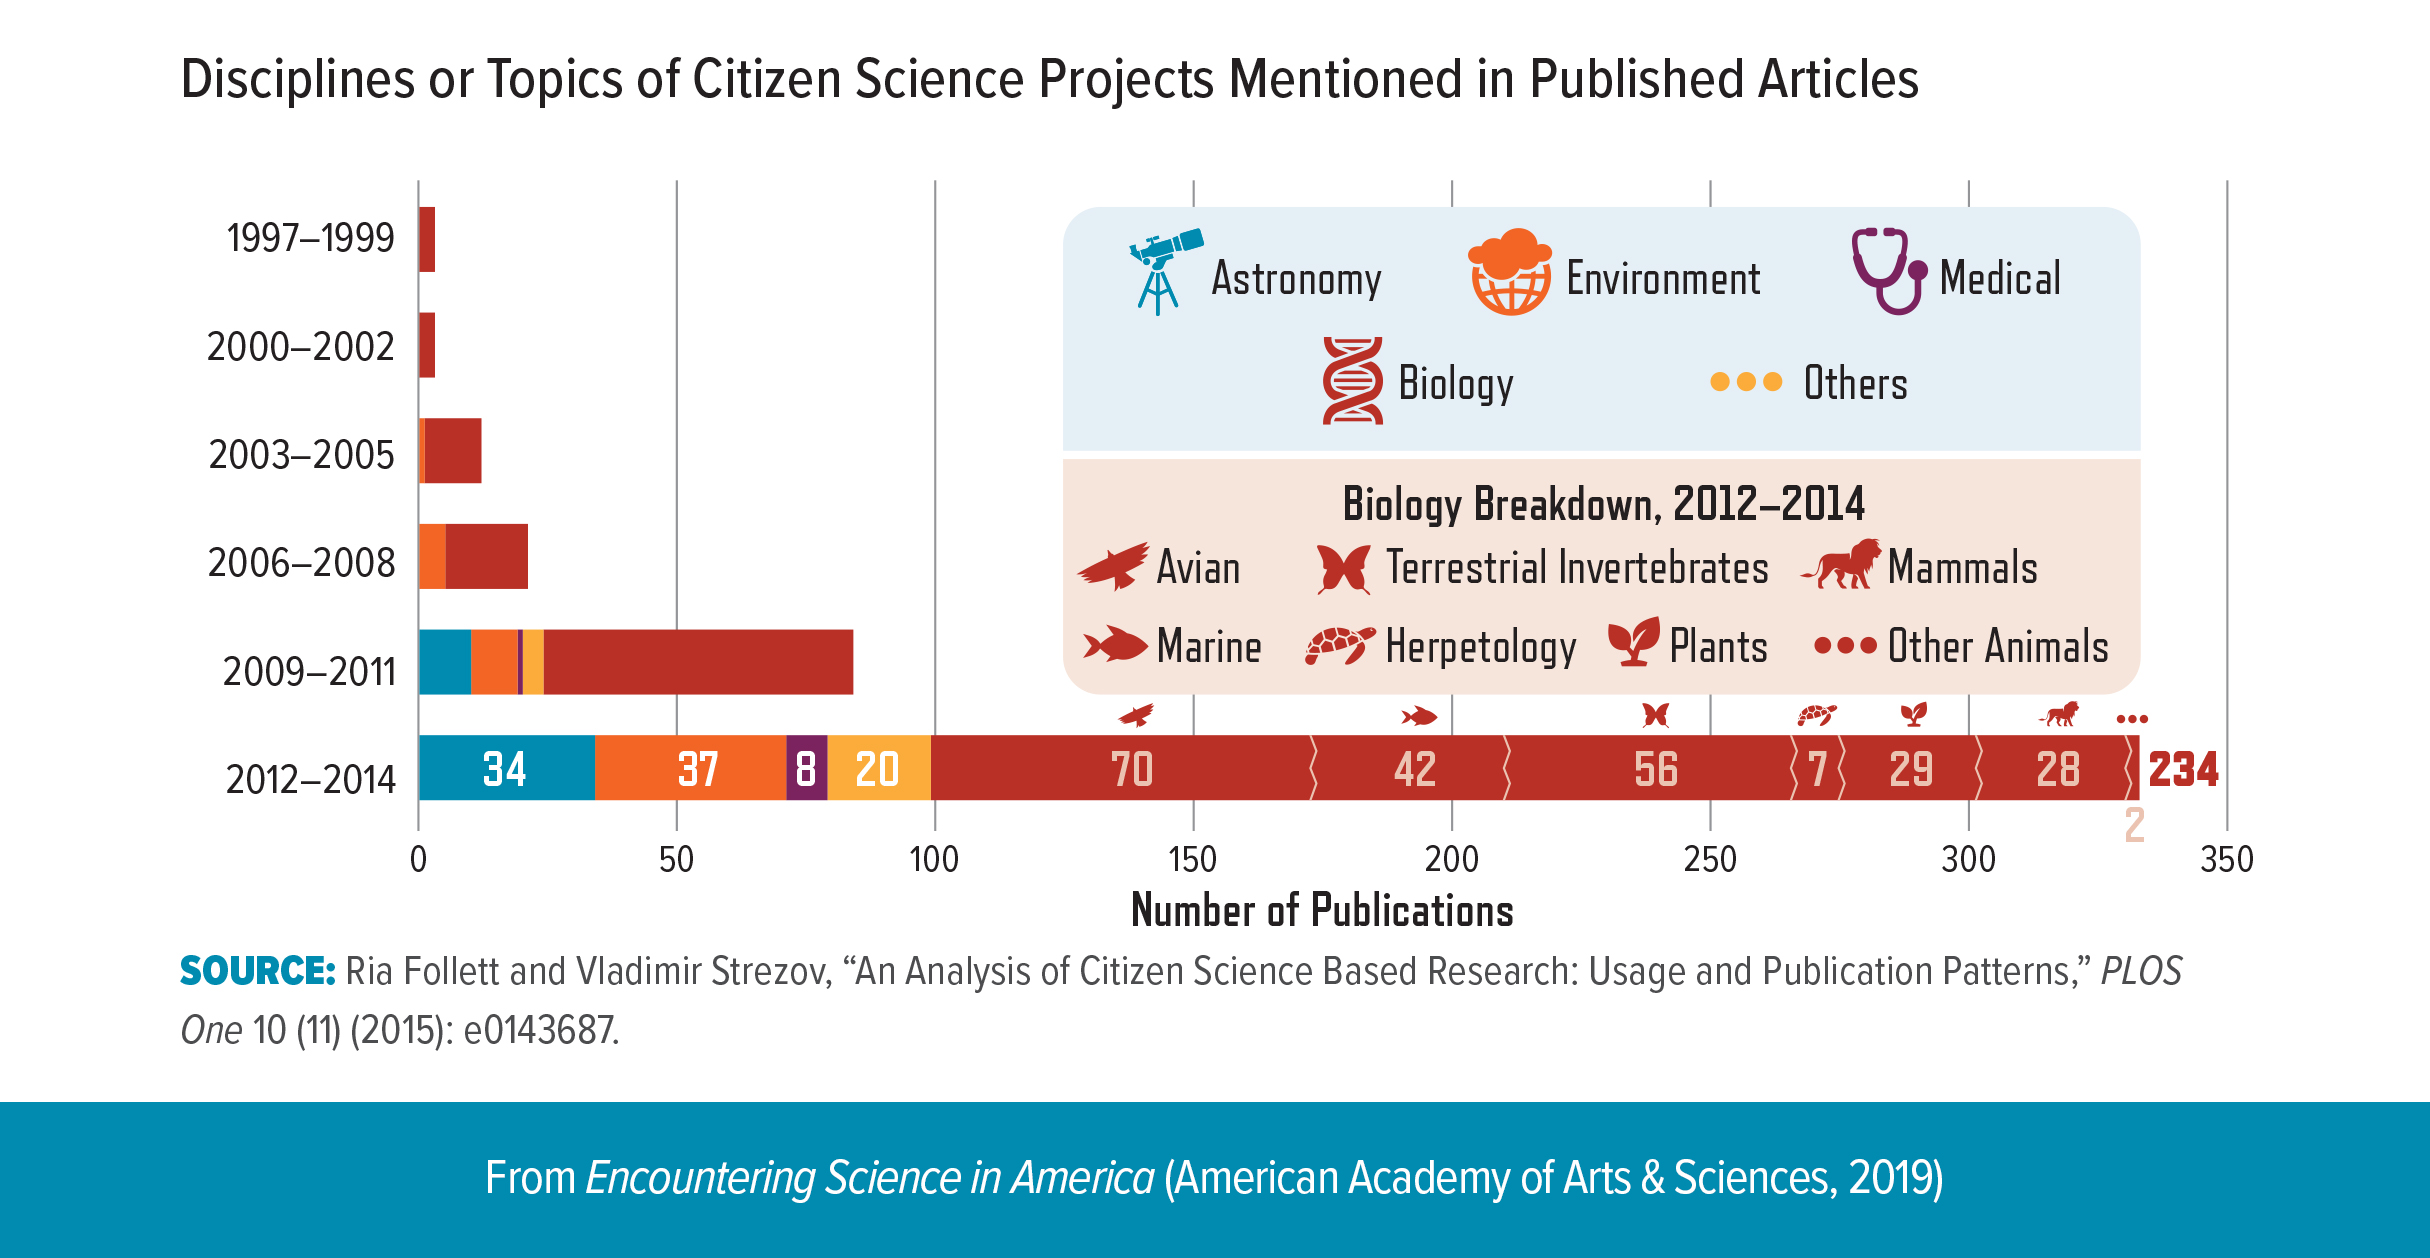 Disciplines or Topics of Citizen Science Projects Mentioned in Published Articles
1997–1999
2000–2002
2003–2005
2006–2008
2009–2011
2012–2014
Astronomy Environment Medical
Biology Others
Biology Breakdown, 2012–2014
Avian Terrestrial Invertebrates Mammals
Marine Herpetology Plants Other Animals
34 37 8 20 70 42 56 7 29 28 234
2
0 50 100 150 200 250 300 350
Number of Publications
SOURCE: Ria Follett and Vladimir Strezov, “An Analysis of Citizen Science Based Research: Usage and Publication Patterns,” PLOS
One 10 (11) (2015): e0143687.
From Encountering Science in America (American Academy of Arts & Sciences, 2019)